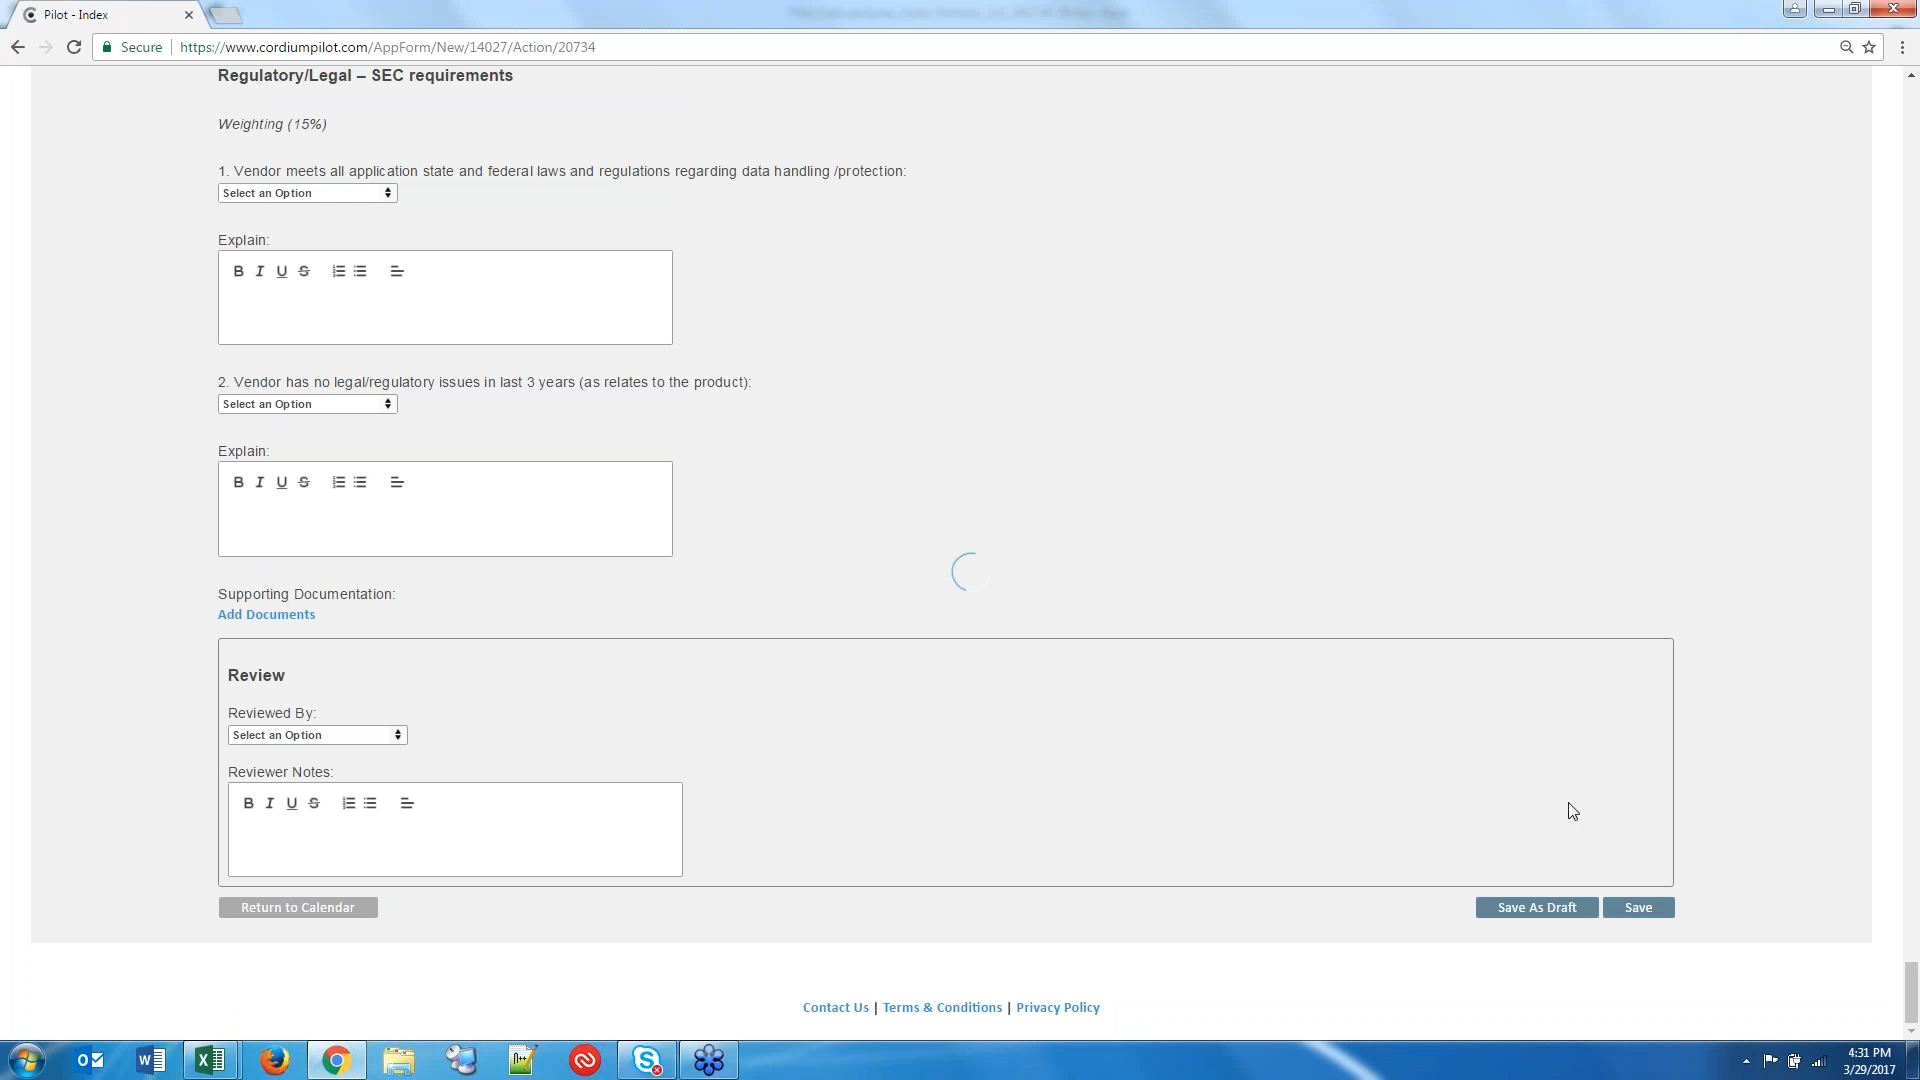 Pilot - Index
Secure
https://www.cordiumpilot.com/AppForm/New/14027/Action/20734
Regulatory/Legal – SEC requirements
Weighting (15%)
1. Vendor meets all application state and federal laws and regulations regarding data handling /protection:
Select an Option
Explain:
B I U S
2. Vendor has no legal/regulatory issues in last 3 years (as relates to the product):
Select an Option
Explain:
B I U S
Supporting Documentation:
Add Documents
Review
Reviewed By:
Select an Option
Reviewer Notes:
B I U S
Return to Calendar
Save As Draft
Save
Contact Us | Terms & Conditions | Privacy Policy
4:31 PM
3/29/2017